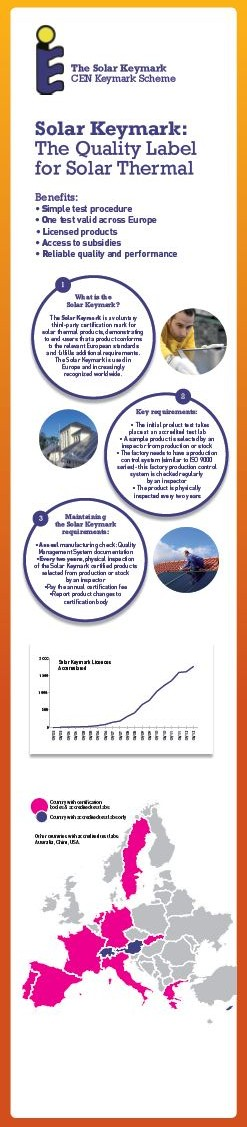 The Solar Keymark
CEN Keymark Scheme
Solar Keymark:
The Quality Label
for Solar Thermal
Benefits:
• Simple test procedure
• One test valid across Europe
• Licensed products
• Access to subsidies
• Reliable quality and performance
1
What is the
Solar Keymark?
The Solar Keymark is a voluntary
third-party certification mark for
solar thermal products, demonstrating
to end users that a product conforms
to the relevant European standards
and fulfils additional requirements.
The Solar Keymark is used in
Europe and increasingly
recognized worldwide.
2
Key requirements:
• The initial product test takes
place at an accredited test lab
• A sample product is selected by an
inspector from production or stock
• The factory needs to have a production
control system (similar to ISO 9000
series) - this factory production control
system is checked regularly
by an inspector
• The product is physically
inspected every two years
3
Maintaining
the Solar Keymark
requirements:
•Annual manufacturing check: Quality
Management System documentation
•Every two years, physical inspection
of the Solar Keymark certified products
selected from production or stock
by an inspector
•Pay the annual certification fee
•Report product changes to
certification body
Solar Keymark Licences
Accumulated
2000
1500
1000
500
0
Country with certification
bodies & accredited test labs
Country with accredited test labs only
Other countries with accredited test labs:
Australia, China, USA.